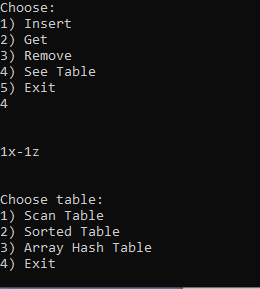 Choose:
1) Insert
2) Get
3) Remove
4) See Table
5) Exit
4
1x-1z
Choose table:
1) Scan Table
2) Sorted Table
3) Array Hash Table
4) Exit